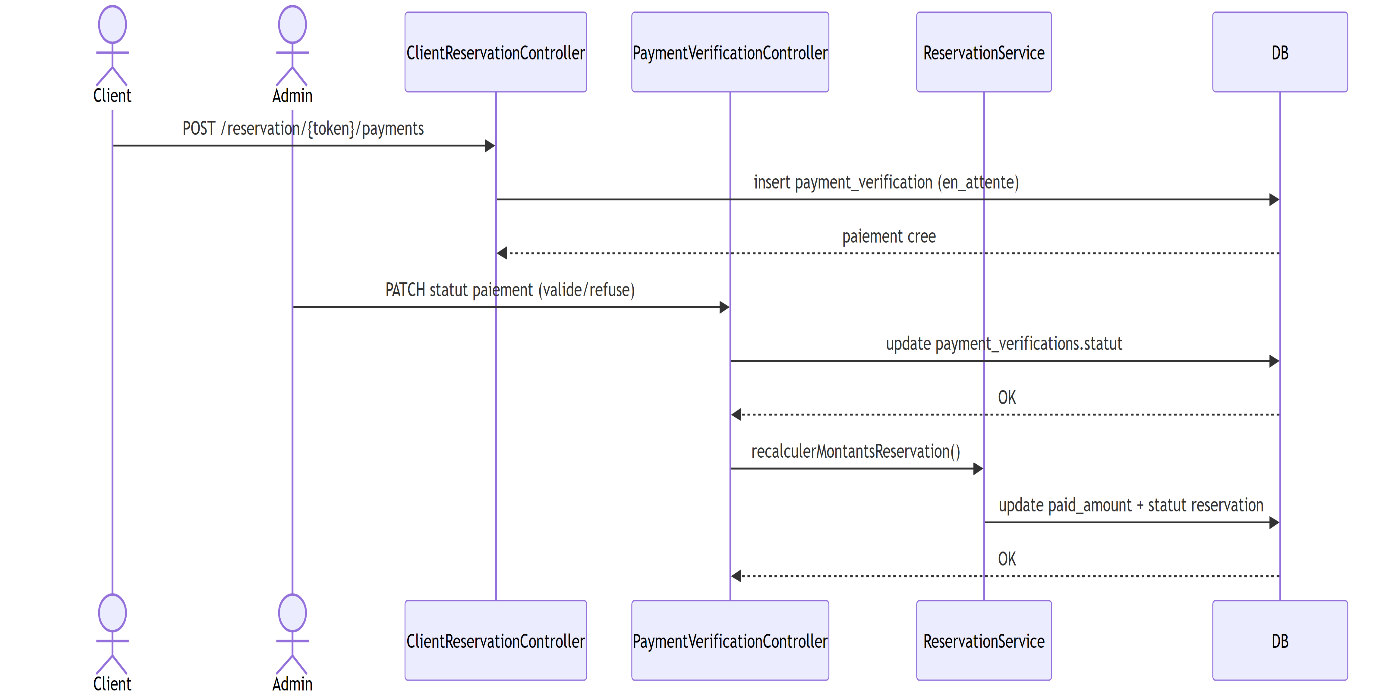 Client
Admin
ClientReservationController
PaymentVerificationController
ReservationService
DB
POST /reservation/{token}/payments
insert payment_verification (en_attente)
paiement cree
PATCH statut paiement (valide/refuse)
update payment_verifications.statut
OK
recalculerMontantsReservation()
update paid_amount + statut reservation
OK
Client
Admin
ClientReservationController
PaymentVerificationController
ReservationService
DB